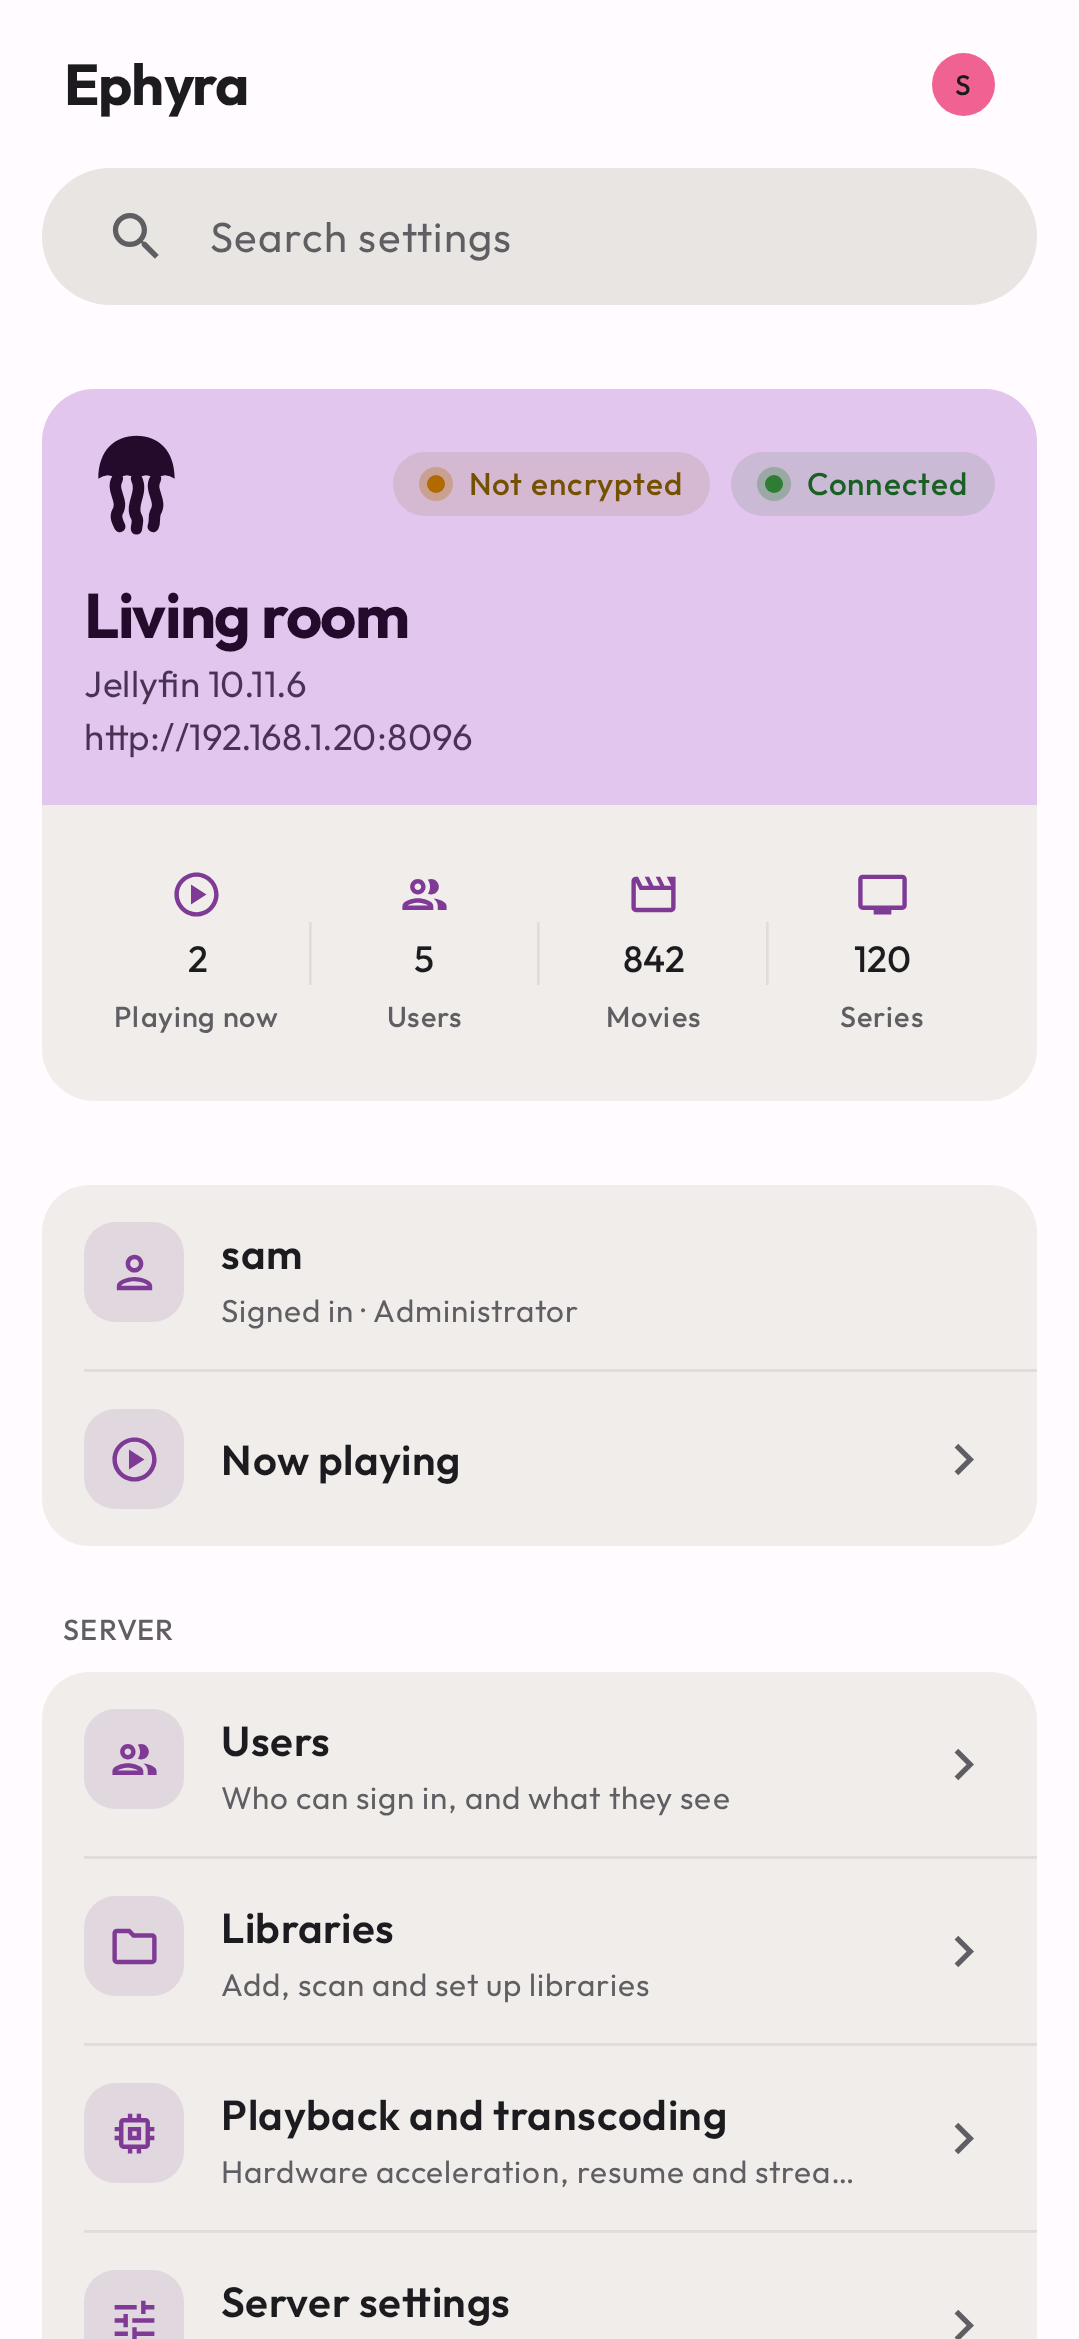 Ephyra
S
Search settings
Not encrypted
Connected
Living room
Jellyfin 10.11.6
http://192.168.1.20:8096
2
5
842
120
Playing now
Users
Movies
Series
sam
Signed in · Administrator
Now playing
SERVER
Users
Who can sign in, and what they see
Libraries
Add, scan and set up libraries
Playback and transcoding
Hardware acceleration, resume and strea…
Server settings